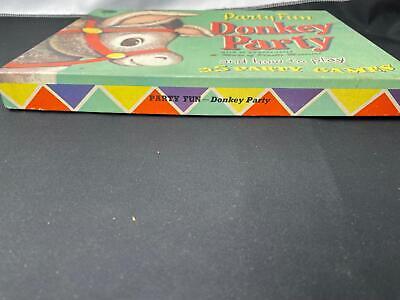 Party Fun
Donkey Party
and how to play
25 PARTY GAMES
PARTY FUN—Donkey Party